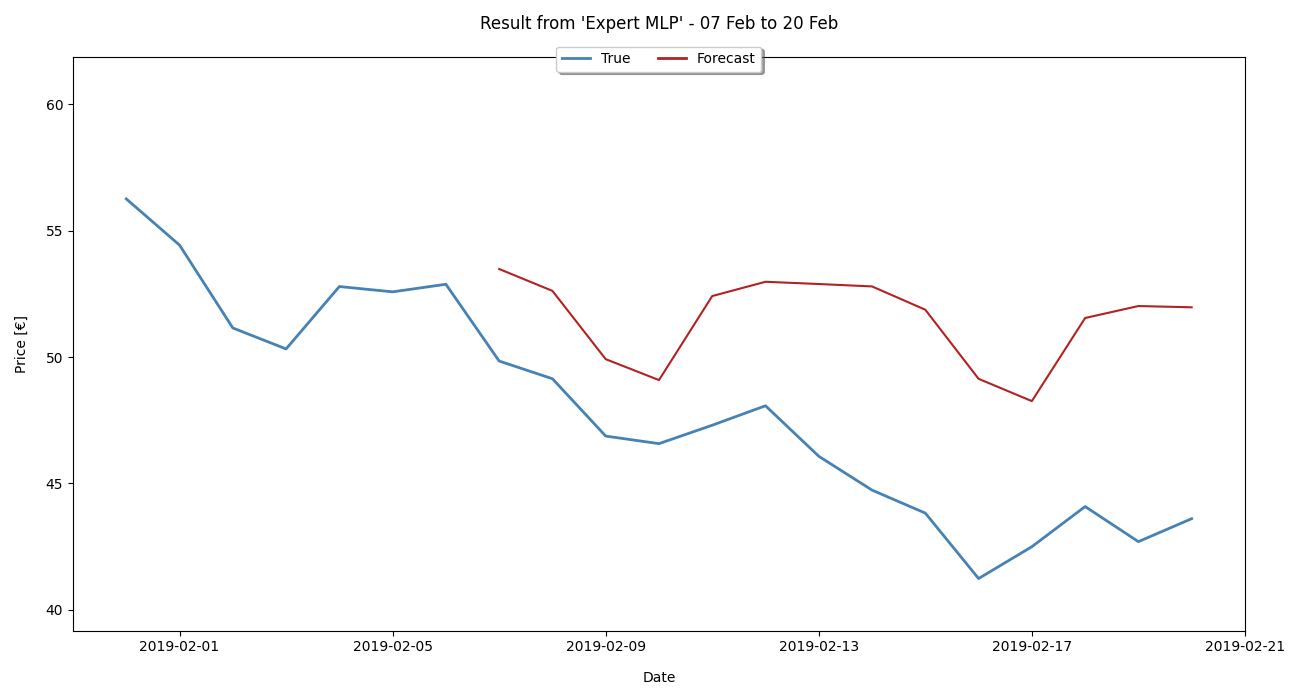 Result from 'Expert MLP' - 07 Feb to 20 Feb
True
Forecast
60
55
50
45
40
Price [€]
2019-02-01
2019-02-05
2019-02-09
2019-02-13
2019-02-17
2019-02-21
Date